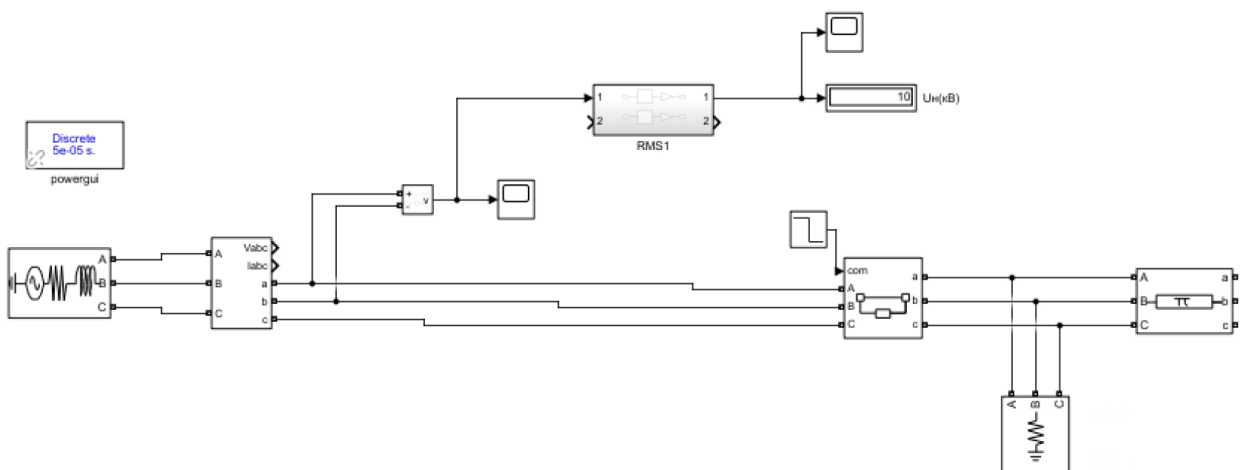 1
1
10
Uн(кВ)
2
2
RMS1
Discrete
5e-05 s.
powergui
+
-
v
A
B
C
A
B
C
Vabc
Iabc
a
b
c
com
A
B
C
a
b
c
A
B
C
π
a
b
c
A
B
C